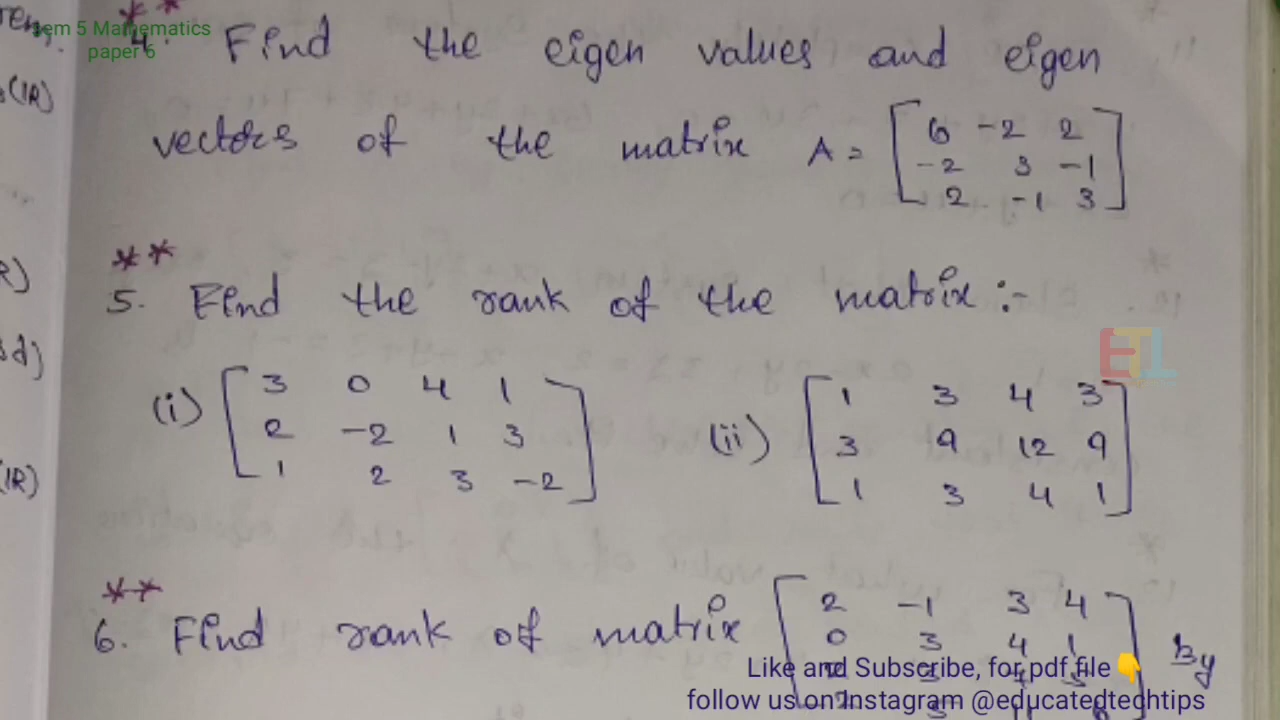 sem 5 Mathematics
paper 6
**
4. Find the eigen values and eigen
vectors of the matrix A = [6 -2 2
-2 3 -1
2 -1 3]
**
5. Find the rank of the matrix :-
(i) [3 0 4 1
2 -2 1 3
1 2 3 -2]
(ii) [1 3 4 3
3 9 12 9
1 3 4 1]
ETL
**
6. Find rank of matrix [2 -1 3 4
0 3 4 1
By
Like and Subscribe, for pdf file👇
follow us on Instagram @educatedtechtips
(IR)
R)
d)
(IR)